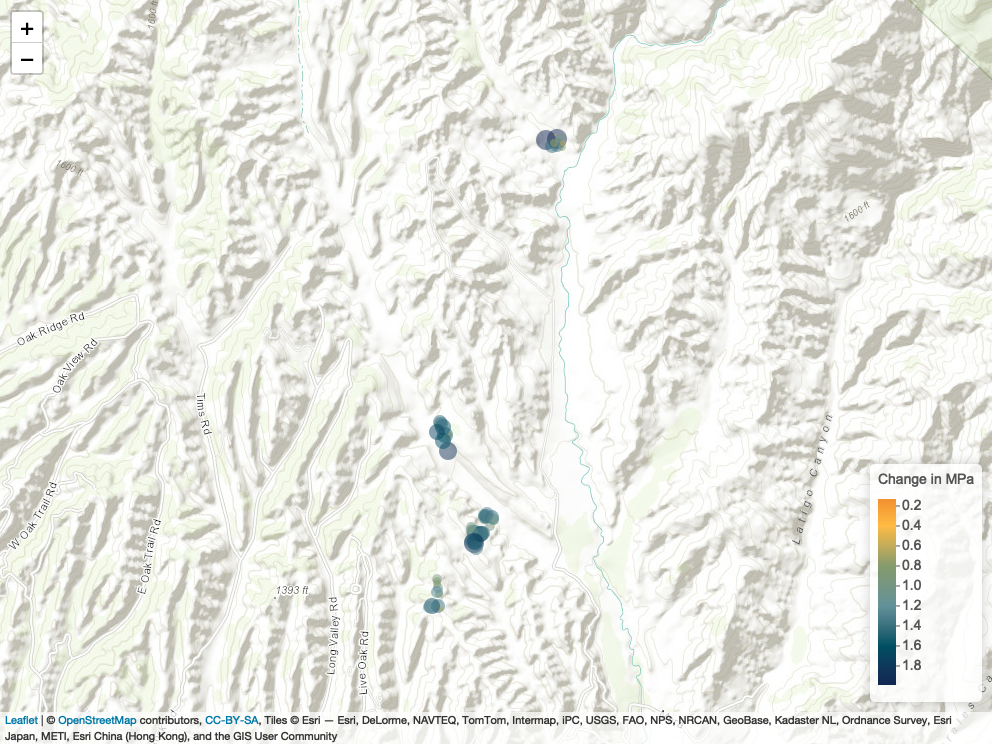 +
−
1600 ft
1600 ft
1600 ft
Oak Ridge Rd
Oak View Rd
Tims Rd
W Oak Trail Rd
E Oak Trail Rd
1393 ft
Long Valley Rd
Live Oak Rd
Latigo Canyon
Change in MPa
0.2
0.4
0.6
0.8
1.0
1.2
1.4
1.6
1.8
Leaflet | © OpenStreetMap contributors, CC-BY-SA, Tiles © Esri — Esri, DeLorme, NAVTEQ, TomTom, Intermap, iPC, USGS, FAO, NPS, NRCAN, GeoBase, Kadaster NL, Ordnance Survey, Esri
Japan, METI, Esri China (Hong Kong), and the GIS User Community